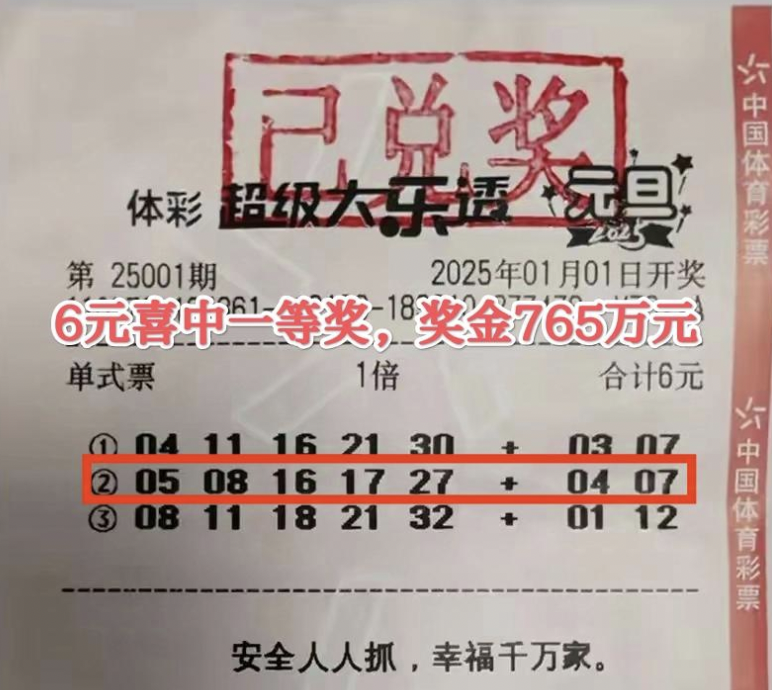 已兑奖
体彩 超级大乐透 元旦
2025
第 25001期 2025年01月01日开奖
6元喜中一等奖，奖金765万元
单式票 1倍 合计6元
① 04 11 16 21 30 + 03 07
② 05 08 16 17 27 + 04 07
③ 08 11 18 21 32 + 01 12
安全人人抓，幸福千万家。
中国体育彩票
中国体育彩票